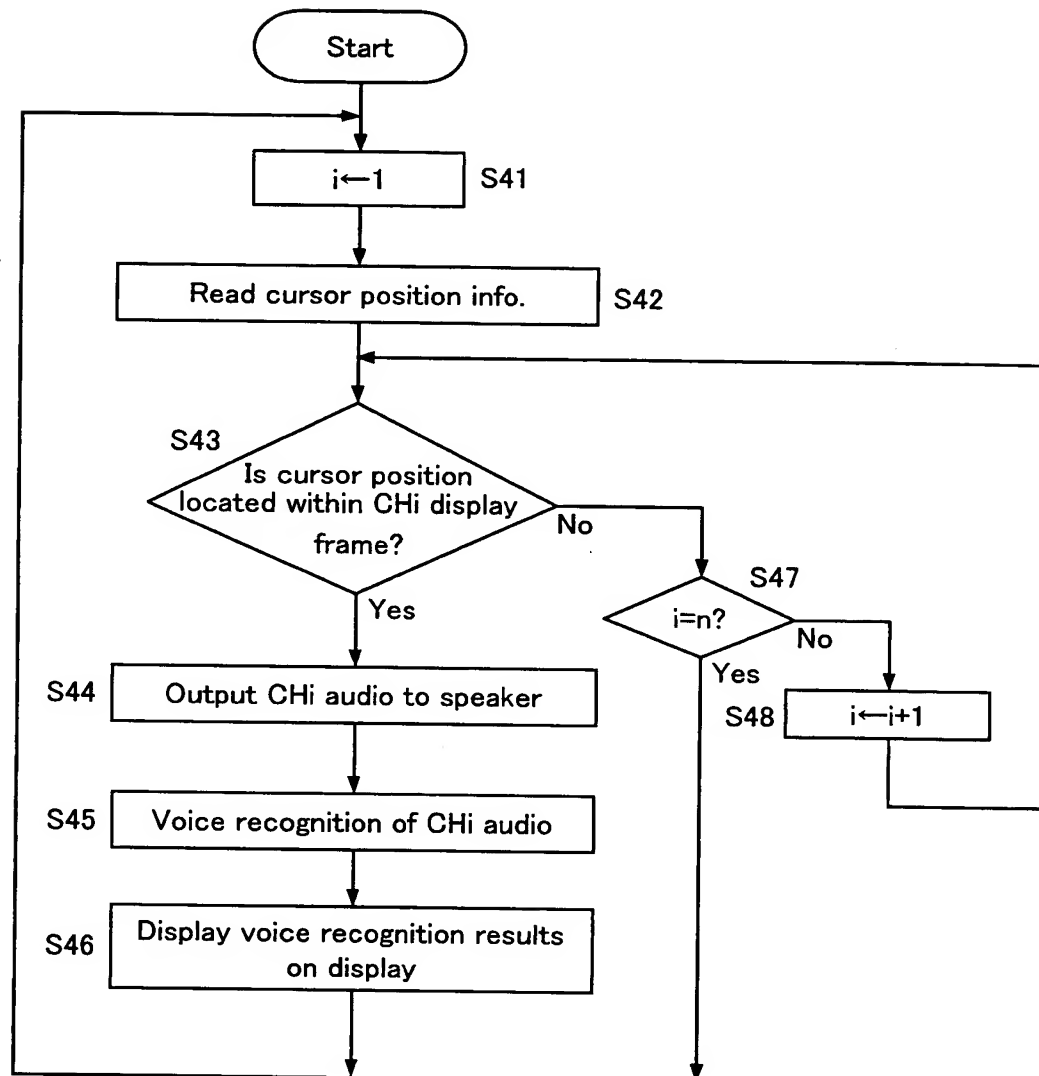 Start
i←1
S41
Read cursor position info.
S42
S43
Is cursor position
located within CHi display
frame?
No
Yes
S47
i=n?
No
Yes
S44
Output CHi audio to speaker
S48
i←i+1
S45
Voice recognition of CHi audio
S46
Display voice recognition results
on display